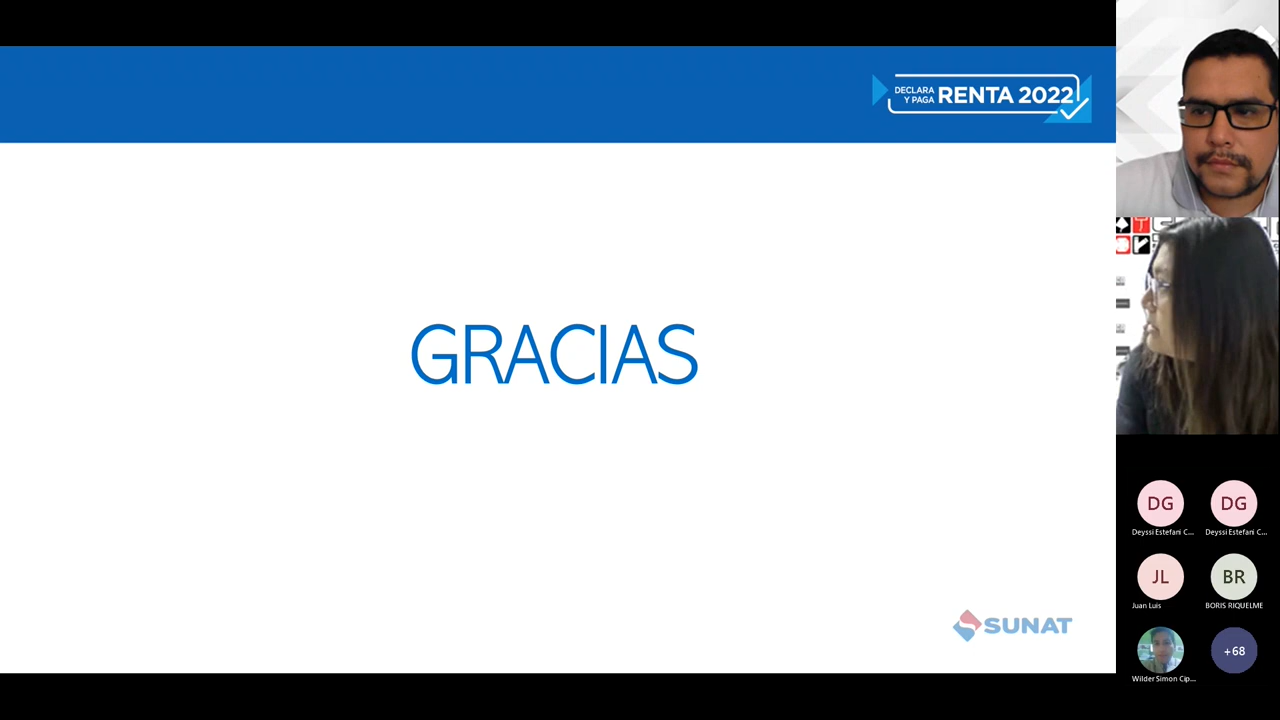 DECLARA
Y PAGA
RENTA 2022
GRACIAS
SUNAT
DG
DG
Deyssi Estefani C...
Deyssi Estefani C...
JL
BR
Juan Luis
BORIS RIQUELME
+68
Wilder Simon Cip...